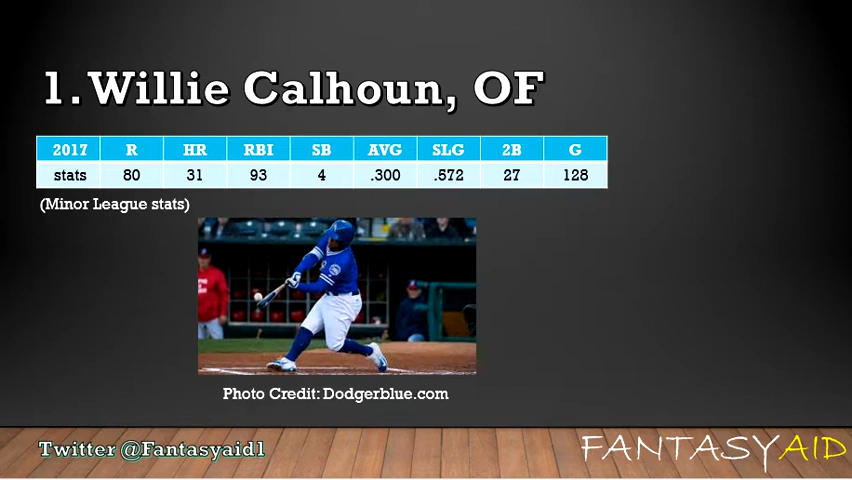 1. Willie Calhoun, OF
2017 R HR RBI SB AVG SLG 2B G
stats 80 31 93 4 .300 .572 27 128
(Minor League stats)
Photo Credit: Dodgerblue.com
Twitter @Fantasyaid1
FANTASYAID